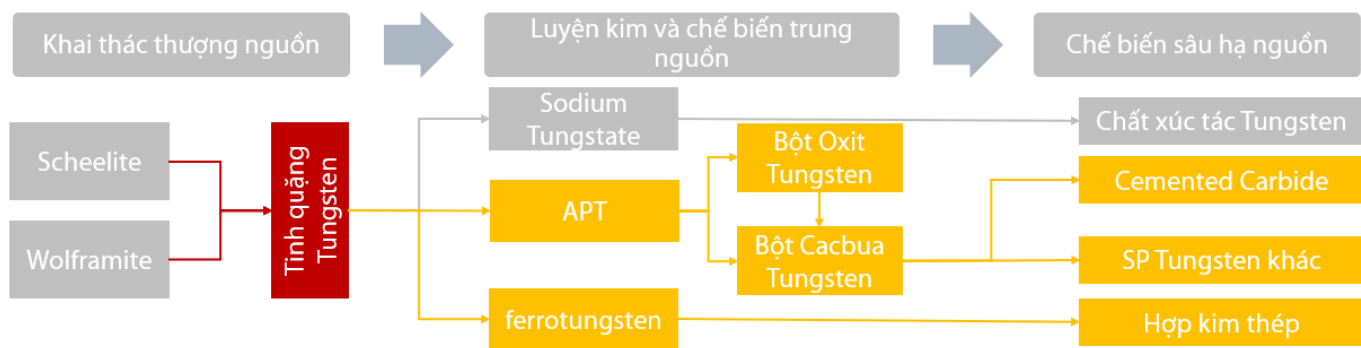 Khai thác thượng nguồn
Luyện kim và chế biến trung
nguồn
Chế biến sâu hạ nguồn
Scheelite
Wolframite
Tinh quặng
Tungsten
Sodium
Tungstate
APT
ferrotungsten
Bột Oxit
Tungsten
Bột Cacbua
Tungsten
Chất xúc tác Tungsten
Cemented Carbide
SP Tungsten khác
Hợp kim thép